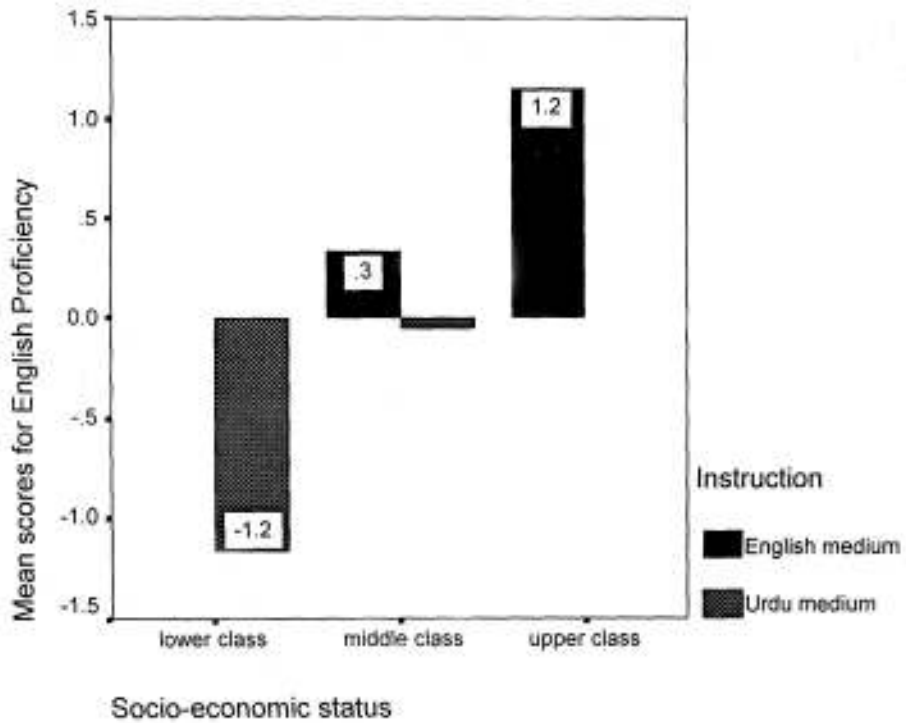 1.5
1.0
.5
0.0
-.5
-1.0
-1.5
Mean scores for English Proficiency
1.2
.3
-1.2
lower class
middle class
upper class
Socio-economic status
Instruction
English medium
Urdu medium